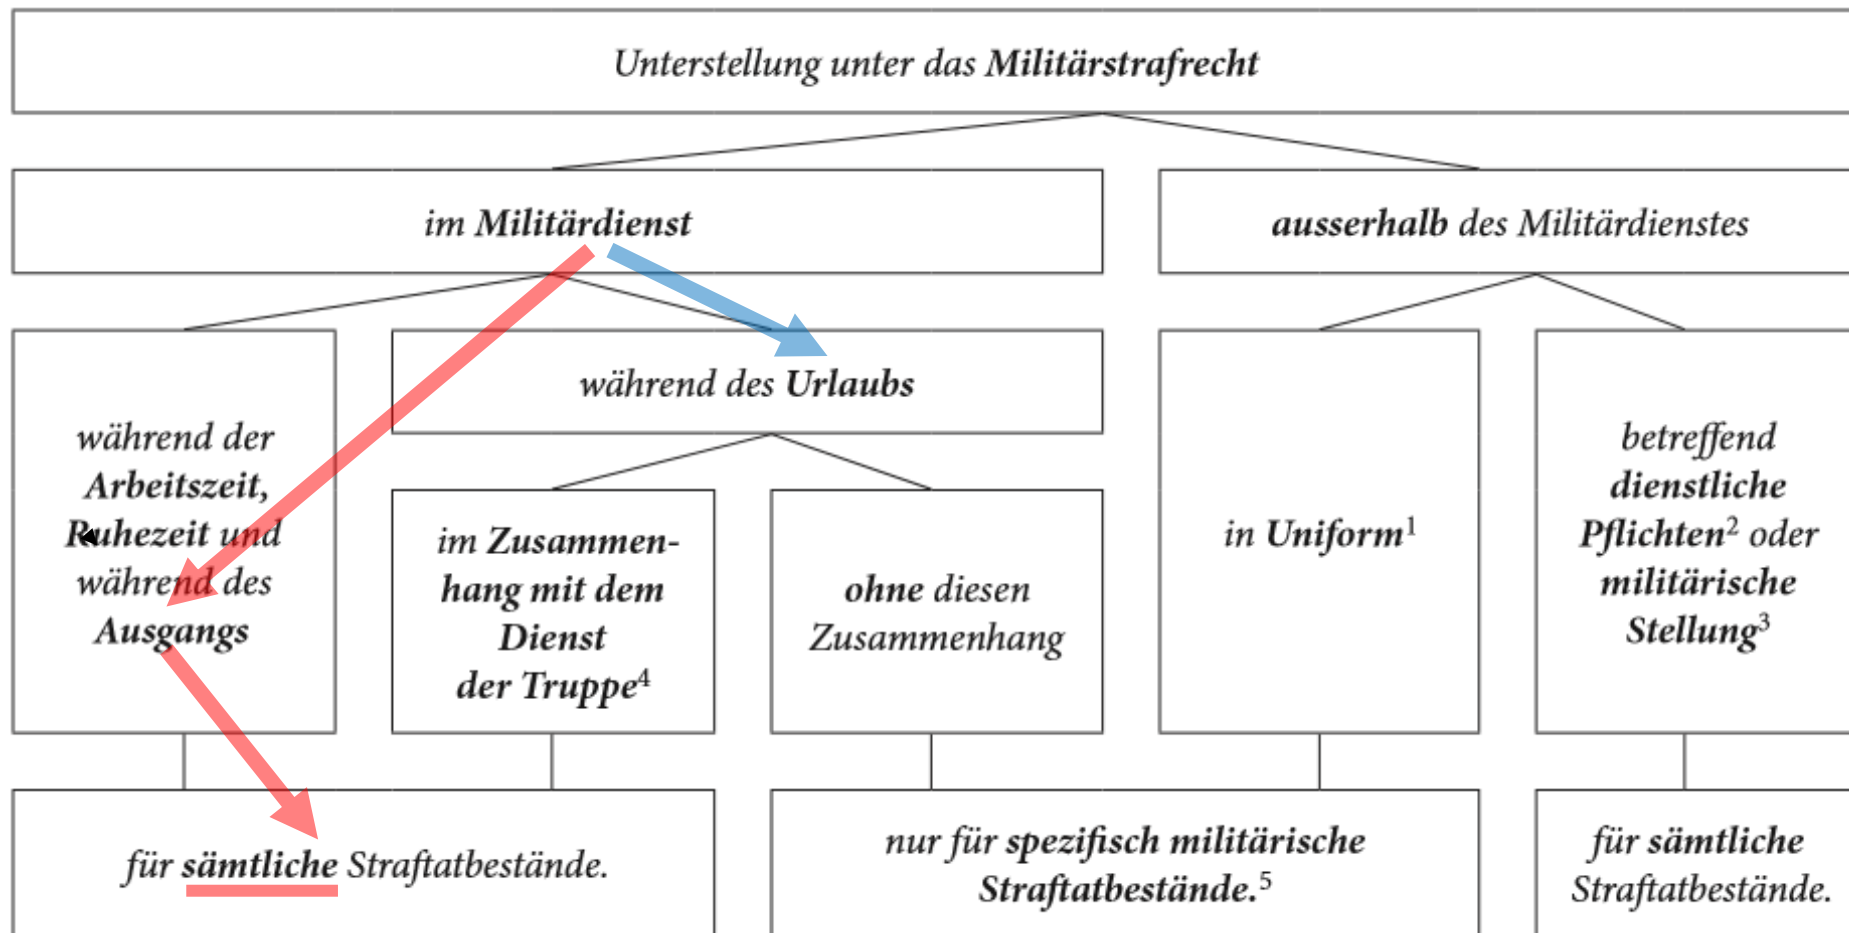 Unterstellung unter das Militärstrafrecht
im Militärdienst
ausserhalb des Militärdienstes
während der
Arbeitszeit,
Ruhezeit und
während des
Ausgangs
während des Urlaubs
im Zusammen-
hang mit dem
Dienst
der Truppe⁴
ohne diesen
Zusammenhang
in Uniform¹
betreffend
dienstliche
Pflichten² oder
militärische
Stellung³
für sämtliche Straftatbestände.
nur für spezifisch militärische
Straftatbestände.⁵
für sämtliche
Straftatbestände.